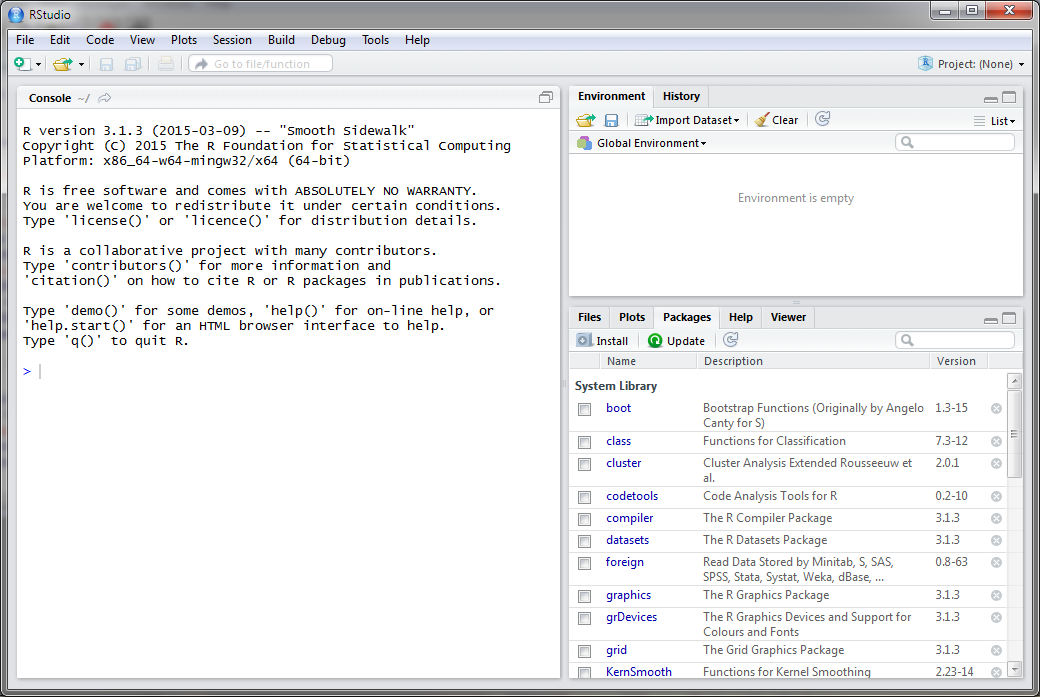 RStudio
File Edit Code View Plots Session Build Debug Tools Help
Go to file/function
Project: (None)
Console ~/
R version 3.1.3 (2015-03-09) -- "Smooth Sidewalk"
Copyright (C) 2015 The R Foundation for Statistical Computing
Platform: x86_64-w64-mingw32/x64 (64-bit)
R is free software and comes with ABSOLUTELY NO WARRANTY.
You are welcome to redistribute it under certain conditions.
Type 'license()' or 'licence()' for distribution details.
R is a collaborative project with many contributors.
Type 'contributors()' for more information and
'citation()' on how to cite R or R packages in publications.
Type 'demo()' for some demos, 'help()' for on-line help, or
'help.start()' for an HTML browser interface to help.
Type 'q()' to quit R.
>
Environment History
Import Dataset Clear List
Global Environment
Environment is empty
Files Plots Packages Help Viewer
Install Update
Name Description Version
System Library
boot Bootstrap Functions (Originally by Angelo 1.3-15
Canty for S)
class Functions for Classification 7.3-12
cluster Cluster Analysis Extended Rousseeuw et 2.0.1
al.
codetools Code Analysis Tools for R 0.2-10
compiler The R Compiler Package 3.1.3
datasets The R Datasets Package 3.1.3
foreign Read Data Stored by Minitab, S, SAS, 0.8-63
SPSS, Stata, Systat, Weka, dBase, ...
graphics The R Graphics Package 3.1.3
grDevices The R Graphics Devices and Support for 3.1.3
Colours and Fonts
grid The Grid Graphics Package 3.1.3
KernSmooth Functions for Kernel Smoothing 2.23-14